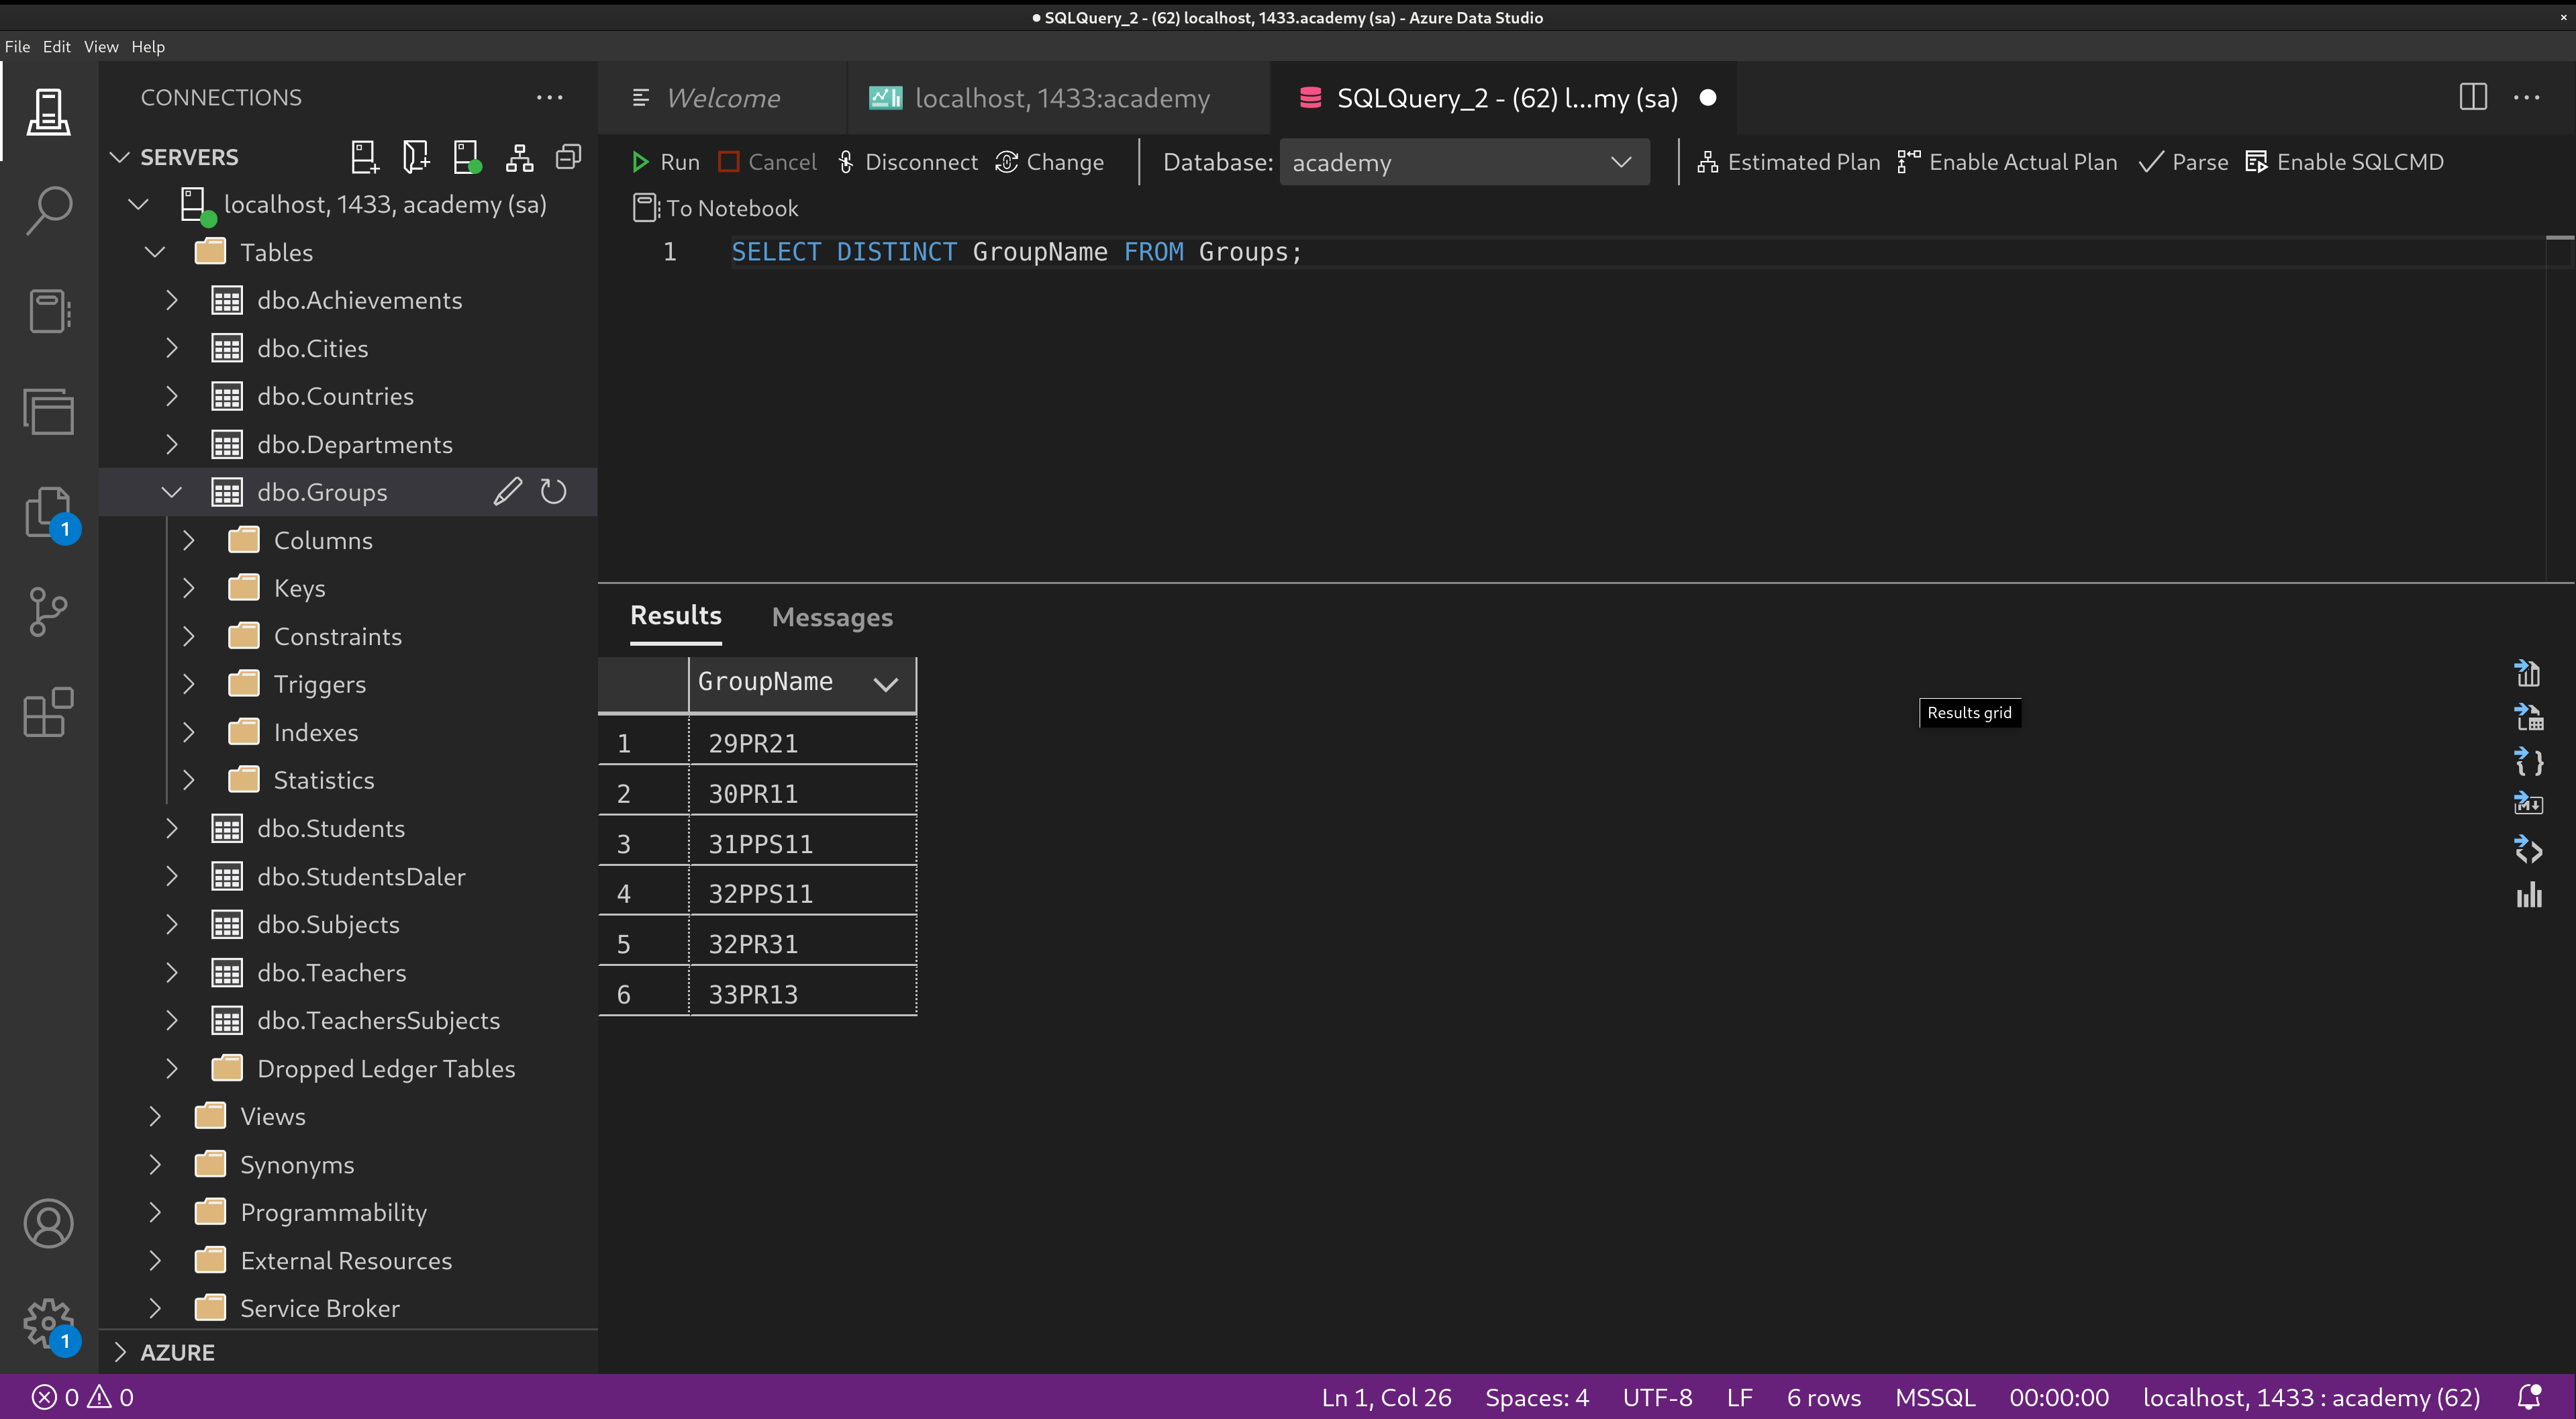 SQLQuery_2 - (62) localhost, 1433.academy (sa) - Azure Data Studio
File Edit View Help
CONNECTIONS
SERVERS
localhost, 1433, academy (sa)
Tables
dbo.Achievements
dbo.Cities
dbo.Countries
dbo.Departments
dbo.Groups
Columns
Keys
Constraints
Triggers
Indexes
Statistics
dbo.Students
dbo.StudentsDaler
dbo.Subjects
dbo.Teachers
dbo.TeachersSubjects
Dropped Ledger Tables
Views
Synonyms
Programmability
External Resources
Service Broker
AZURE
1
1
Welcome
localhost, 1433:academy
SQLQuery_2 - (62) l...my (sa)
Run Cancel Disconnect Change Database: academy Estimated Plan Enable Actual Plan Parse Enable SQLCMD
To Notebook
1 SELECT DISTINCT GroupName FROM Groups;
Results Messages
GroupName
1 29PR21
2 30PR11
3 31PPS11
4 32PPS11
5 32PR31
6 33PR13
Results grid
M
0 0 Ln 1, Col 26 Spaces: 4 UTF-8 LF 6 rows MSSQL 00:00:00 localhost, 1433 : academy (62)